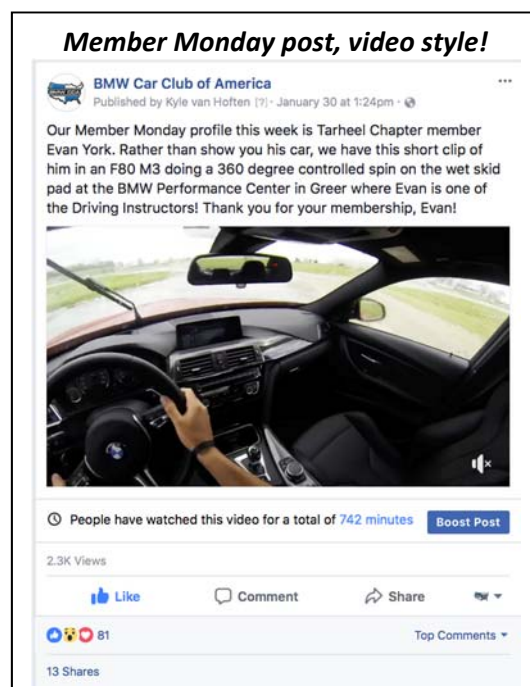 Member Monday post, video style!
BMW Car Club of America
Published by Kyle van Hoften [?] · January 30 at 1:24pm ·
Our Member Monday profile this week is Tarheel Chapter member
Evan York. Rather than show you his car, we have this short clip of
him in an F80 M3 doing a 360 degree controlled spin on the wet skid
pad at the BMW Performance Center in Greer where Evan is one of
the Driving Instructors! Thank you for your membership, Evan!
People have watched this video for a total of 742 minutes
Boost Post
2.3K Views
Like
Comment
Share
81
Top Comments
13 Shares